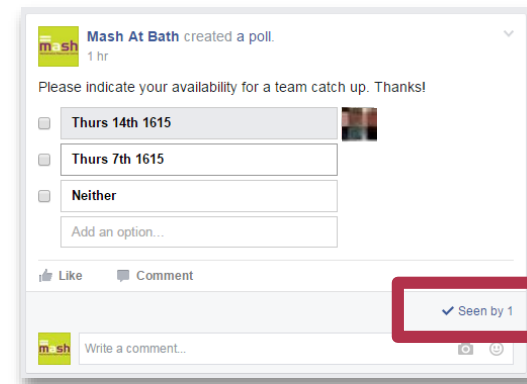 mash
Mash At Bath created a poll.
1 hr
Please indicate your availability for a team catch up. Thanks!
Thurs 14th 1615
Thurs 7th 1615
Neither
Add an option...
Like Comment
Seen by 1
mash
Write a comment...